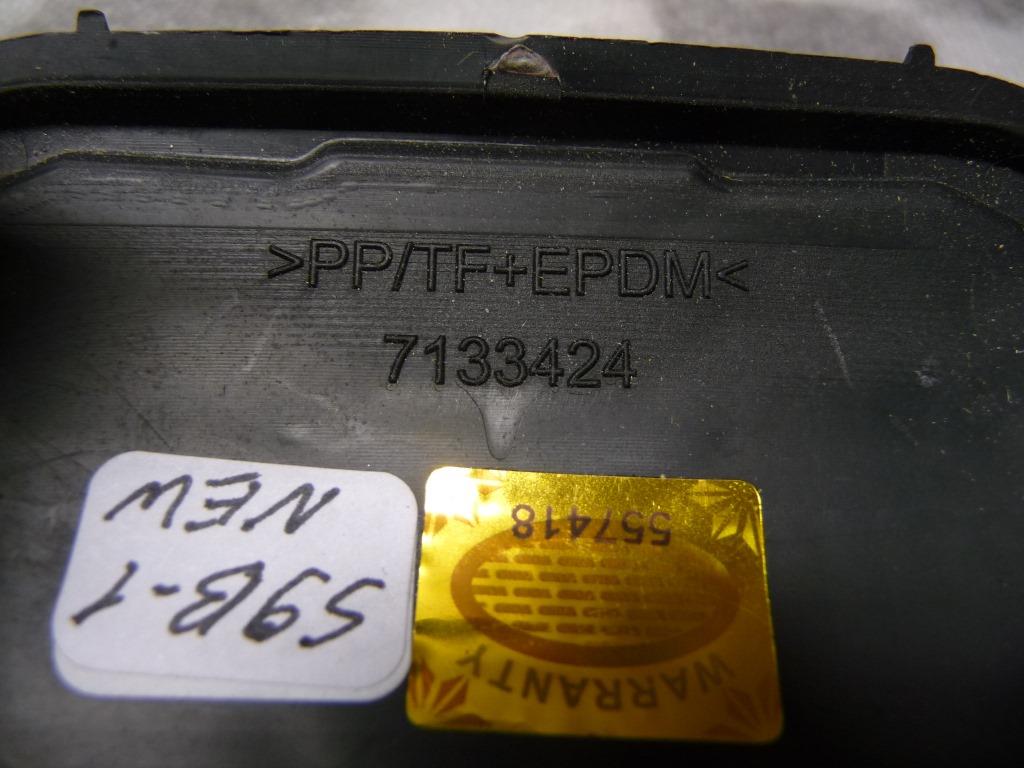 >PP/TF+EPDM<
7133424
59B-1
NEW
WARRANTY
557418